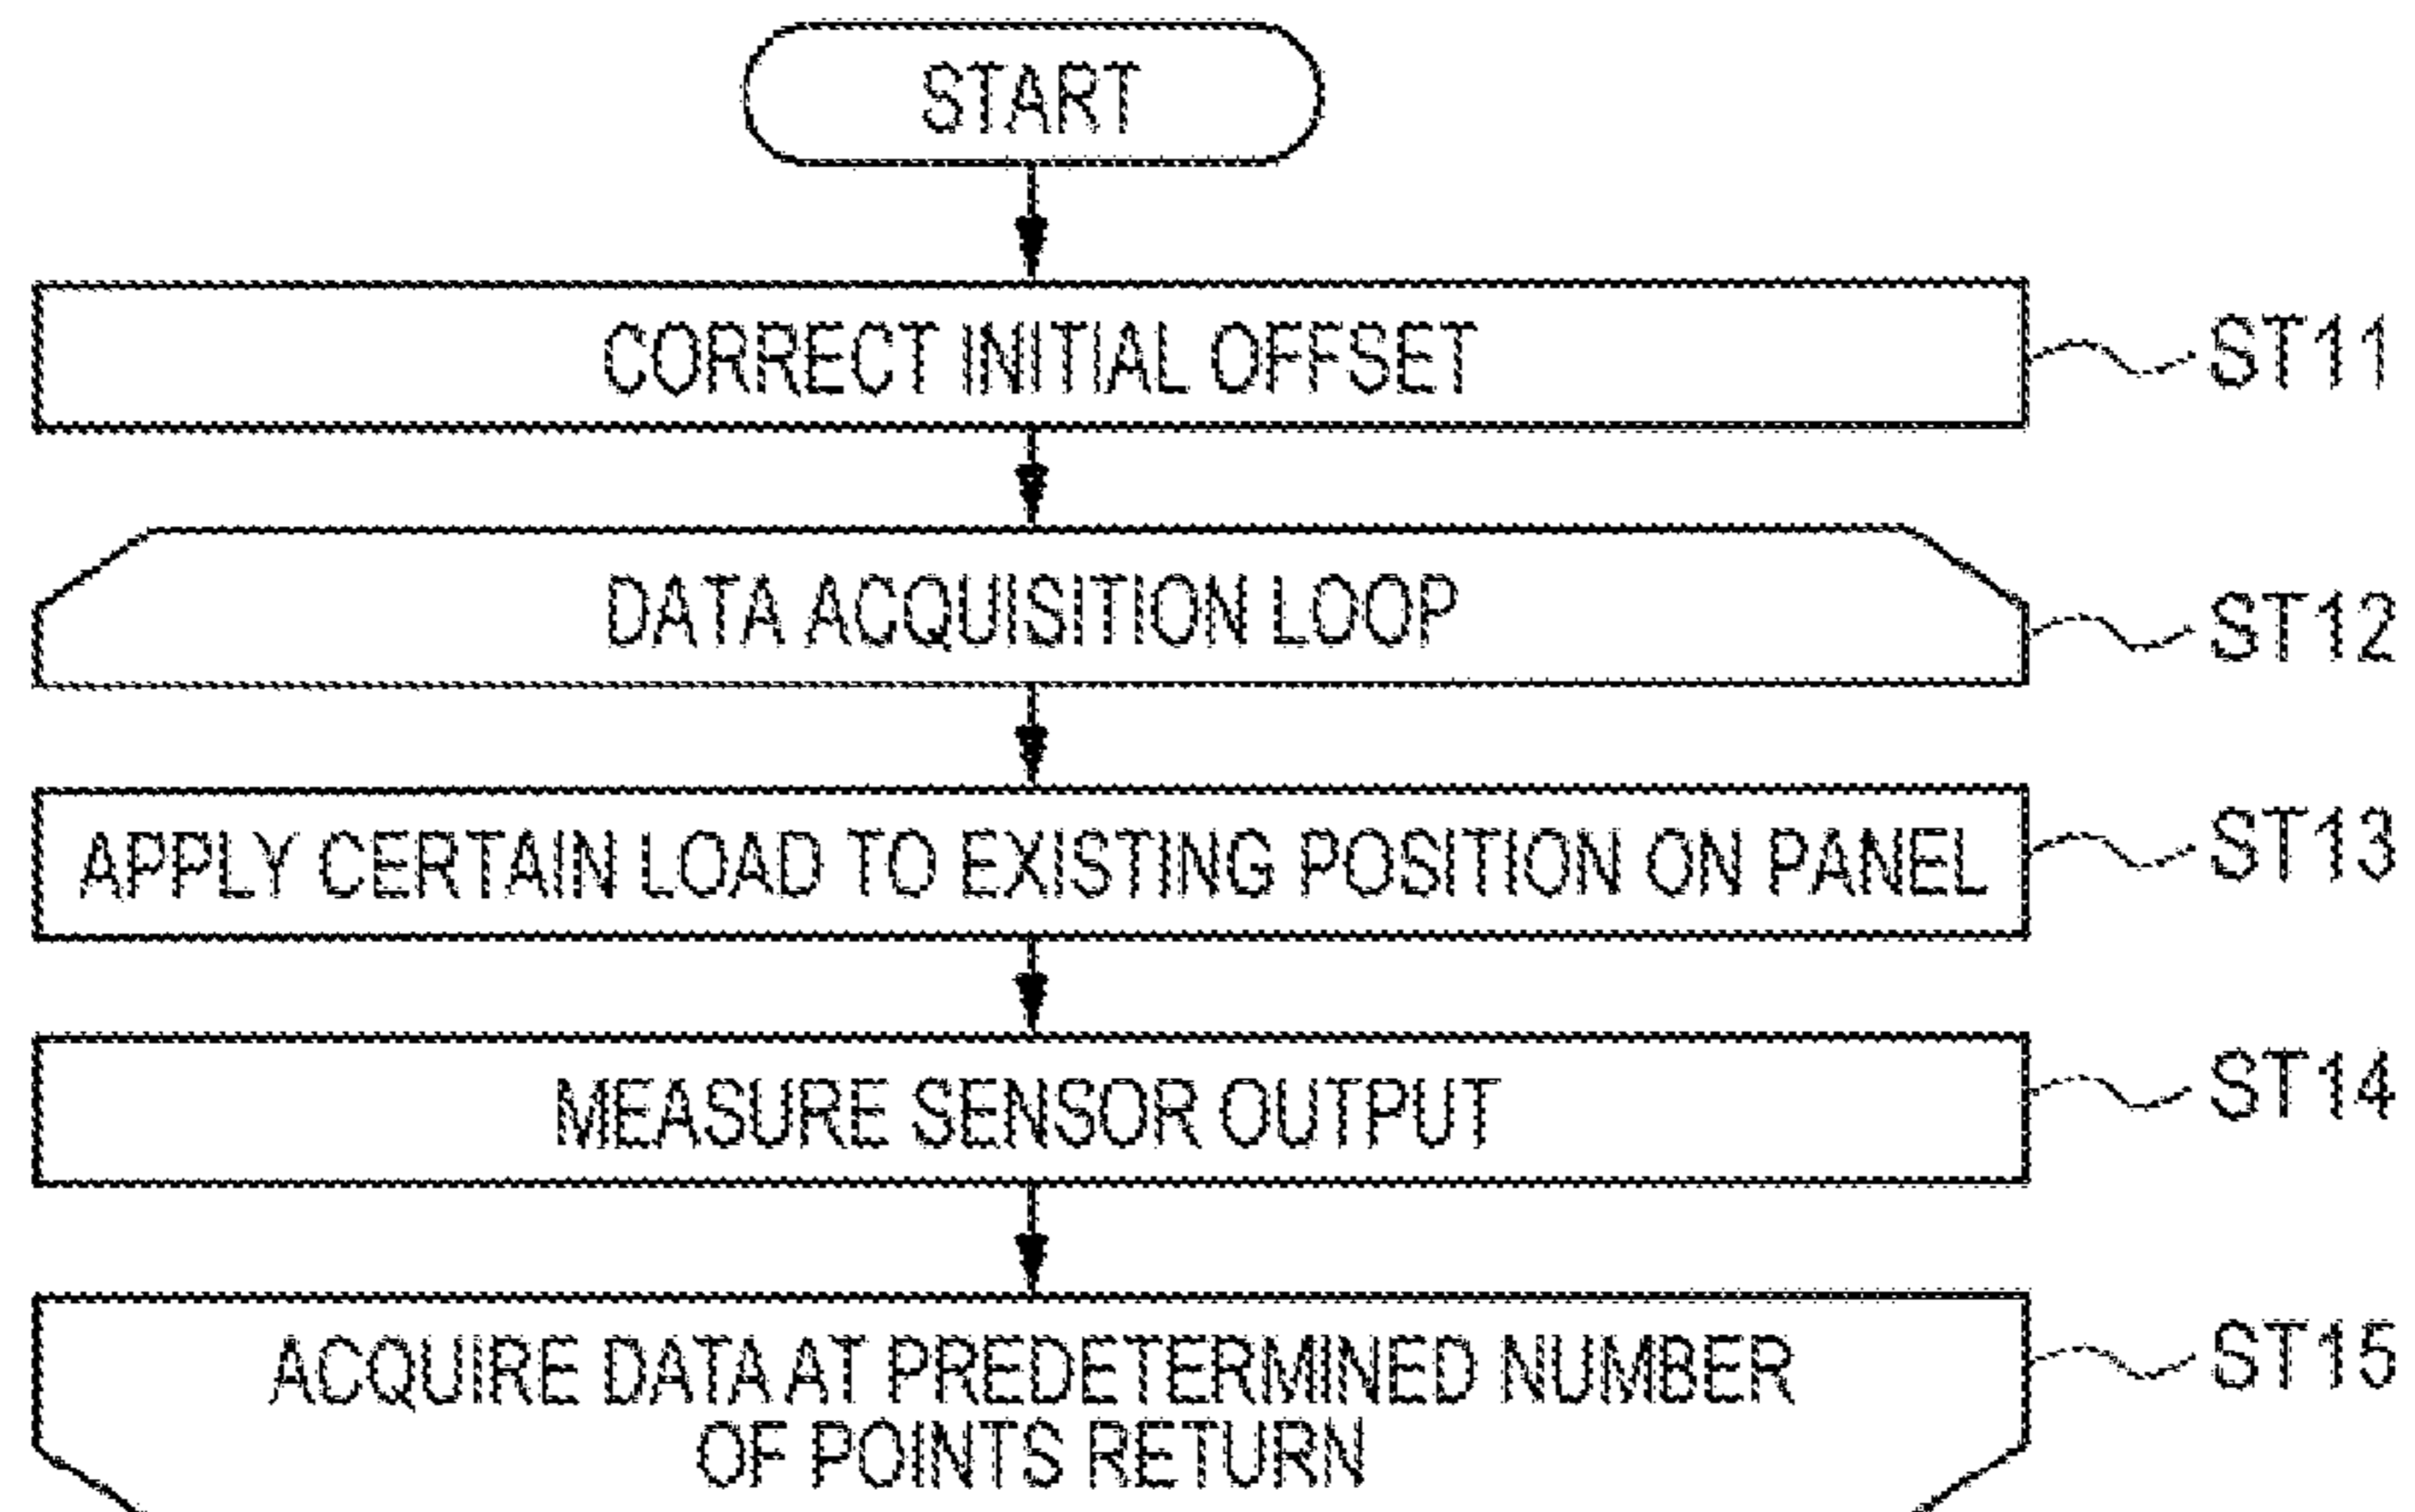 START
CORRECT INITIAL OFFSET
ST11
DATA ACQUISITION LOOP
ST12
APPLY CERTAIN LOAD TO EXISTING POSITION ON PANEL
ST13
MEASURE SENSOR OUTPUT
ST14
ACQUIRE DATA AT PREDETERMINED NUMBER
OF POINTS RETURN
ST15